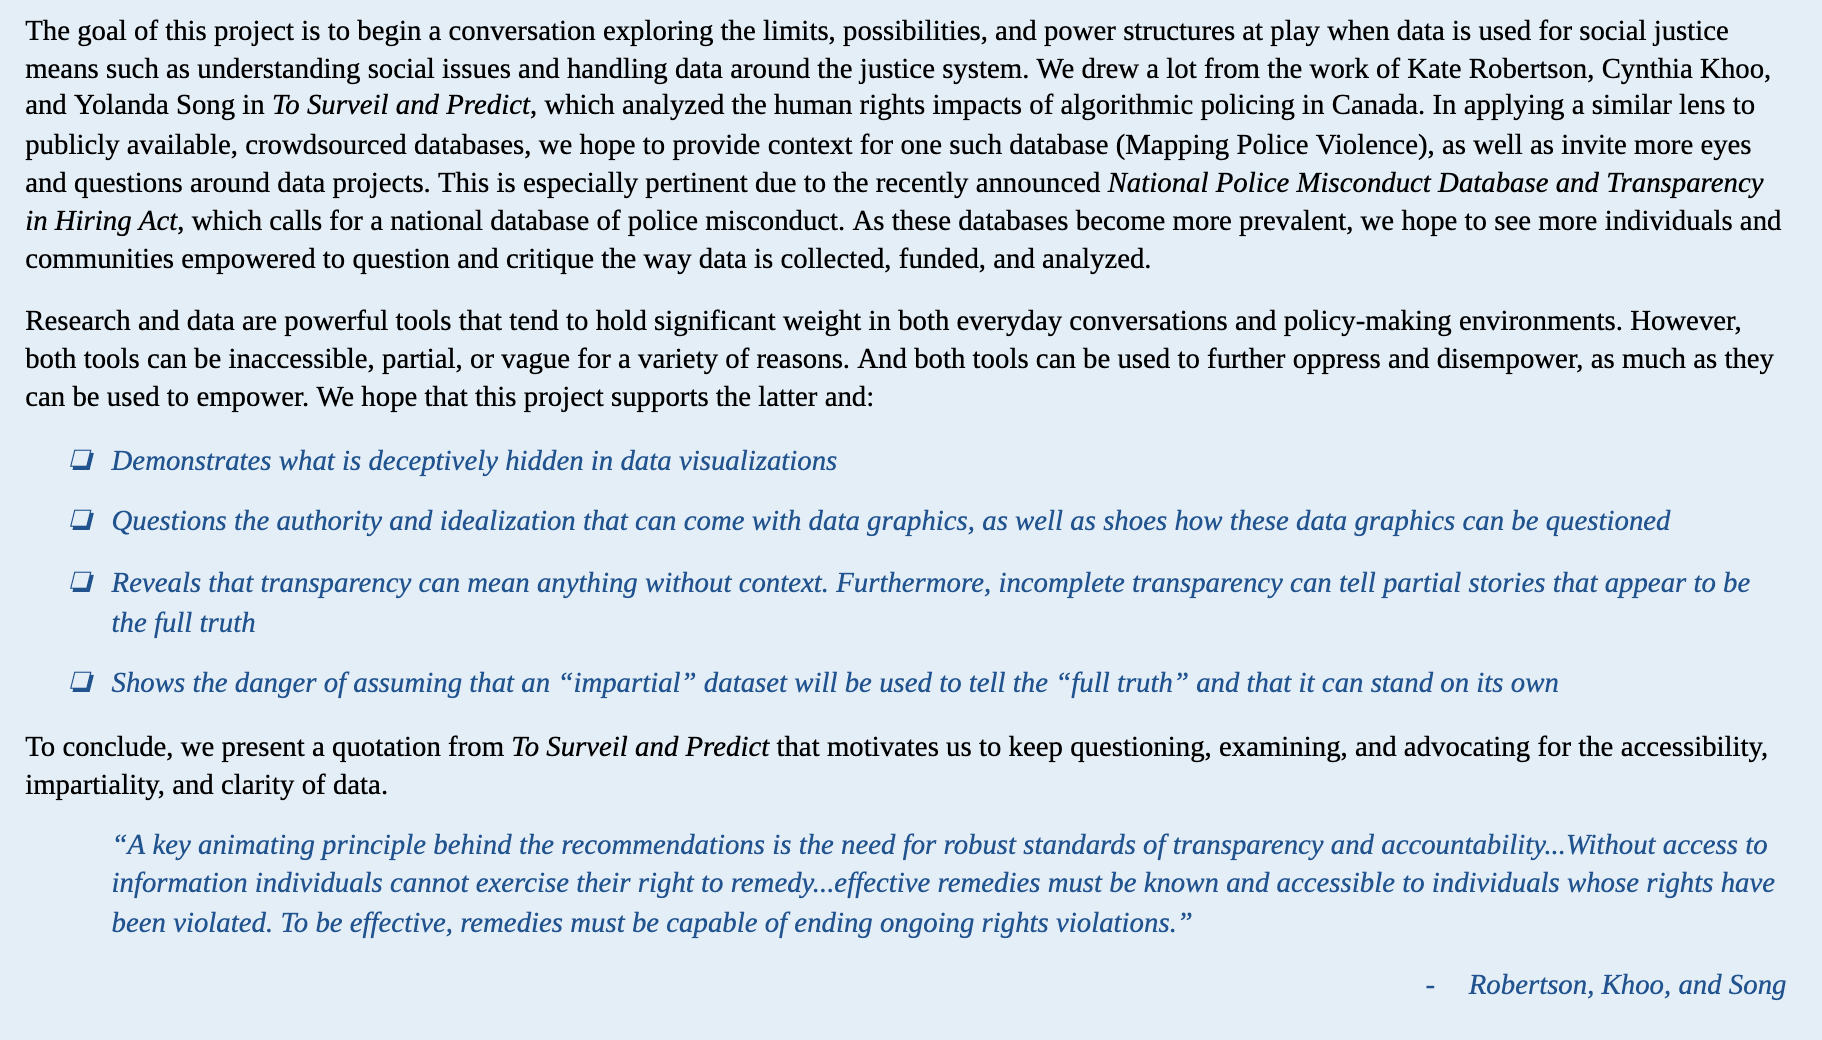 The goal of this project is to begin a conversation exploring the limits, possibilities, and power structures at play when data is used for social justice
means such as understanding social issues and handling data around the justice system. We drew a lot from the work of Kate Robertson, Cynthia Khoo,
and Yolanda Song in To Surveil and Predict, which analyzed the human rights impacts of algorithmic policing in Canada. In applying a similar lens to
publicly available, crowdsourced databases, we hope to provide context for one such database (Mapping Police Violence), as well as invite more eyes
and questions around data projects. This is especially pertinent due to the recently announced National Police Misconduct Database and Transparency
in Hiring Act, which calls for a national database of police misconduct. As these databases become more prevalent, we hope to see more individuals and
communities empowered to question and critique the way data is collected, funded, and analyzed.
Research and data are powerful tools that tend to hold significant weight in both everyday conversations and policy-making environments. However,
both tools can be inaccessible, partial, or vague for a variety of reasons. And both tools can be used to further oppress and disempower, as much as they
can be used to empower. We hope that this project supports the latter and:
❏ Demonstrates what is deceptively hidden in data visualizations
❏ Questions the authority and idealization that can come with data graphics, as well as shoes how these data graphics can be questioned
❏ Reveals that transparency can mean anything without context. Furthermore, incomplete transparency can tell partial stories that appear to be
the full truth
❏ Shows the danger of assuming that an “impartial” dataset will be used to tell the “full truth” and that it can stand on its own
To conclude, we present a quotation from To Surveil and Predict that motivates us to keep questioning, examining, and advocating for the accessibility,
impartiality, and clarity of data.
“A key animating principle behind the recommendations is the need for robust standards of transparency and accountability...Without access to
information individuals cannot exercise their right to remedy...effective remedies must be known and accessible to individuals whose rights have
been violated. To be effective, remedies must be capable of ending ongoing rights violations.”
- Robertson, Khoo, and Song